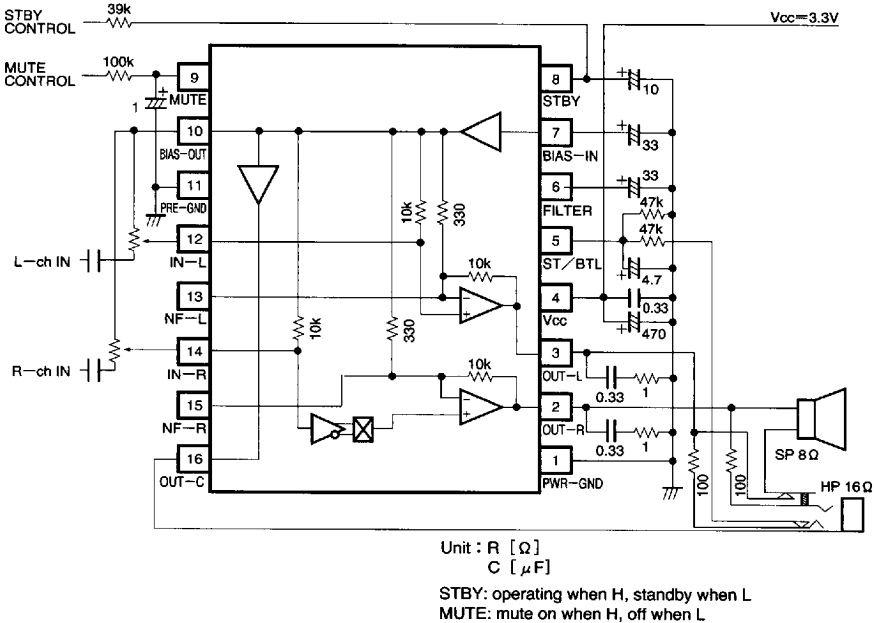 STBY CONTROL
39k
Vcc=3.3V
MUTE CONTROL
100k
1
+
9
MUTE
8
STBY
+
10
10
BIAS-OUT
7
BIAS-IN
+
33
11
PRE-GND
6
FILTER
+
33
10k
330
47k
47k
L-ch IN
12
IN-L
5
ST/BTL
+
4.7
13
NF-L
10k
−
+
4
Vcc
0.33
+
470
10k
330
R-ch IN
14
IN-R
3
OUT-L
0.33
1
15
NF-R
10k
−
+
2
OUT-R
0.33
1
16
OUT-C
1
PWR-GND
100
100
SP 8Ω
HP 16Ω
Unit : R [Ω]
C [μF]
STBY: operating when H, standby when L
MUTE: mute on when H, off when L